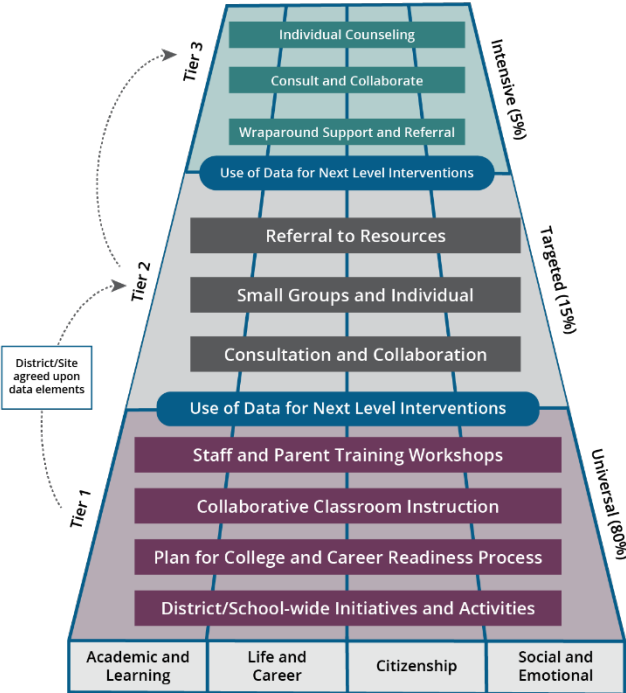 Tier 3
Individual Counseling
Consult and Collaborate
Wraparound Support and Referral
Intensive (5%)
Use of Data for Next Level Interventions
Tier 2
Referral to Resources
Small Groups and Individual
Consultation and Collaboration
Targeted (15%)
District/Site
agreed upon
data elements
Use of Data for Next Level Interventions
Tier 1
Staff and Parent Training Workshops
Collaborative Classroom Instruction
Plan for College and Career Readiness Process
District/School-wide Initiatives and Activities
Universal (80%)
Academic and
Learning
Life and
Career
Citizenship
Social and
Emotional